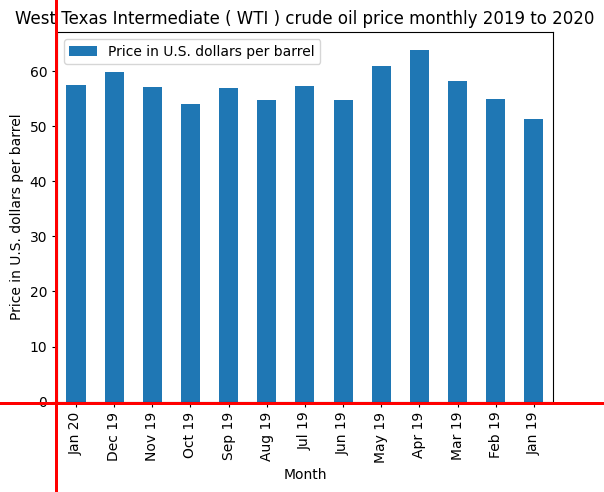 West Texas Intermediate ( WTI ) crude oil price monthly 2019 to 2020
Price in U.S. dollars per barrel
Price in U.S. dollars per barrel
60
50
40
30
20
10
0
Jan 20
Dec 19
Nov 19
Oct 19
Sep 19
Aug 19
Jul 19
Jun 19
May 19
Apr 19
Mar 19
Feb 19
Jan 19
Month